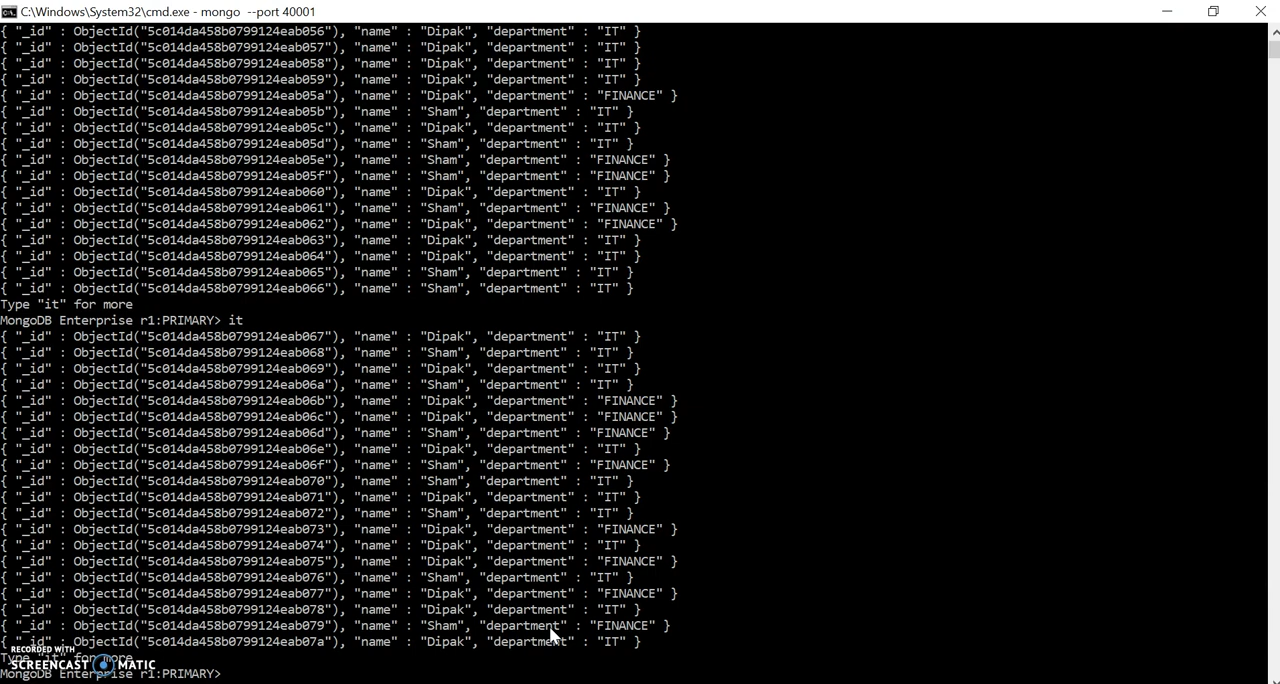 C:\Windows\System32\cmd.exe - mongo --port 40001
{ "_id" : ObjectId("5c014da458b0799124eab056"), "name" : "Dipak", "department" : "IT" }
{ "_id" : ObjectId("5c014da458b0799124eab057"), "name" : "Dipak", "department" : "IT" }
{ "_id" : ObjectId("5c014da458b0799124eab058"), "name" : "Dipak", "department" : "IT" }
{ "_id" : ObjectId("5c014da458b0799124eab059"), "name" : "Dipak", "department" : "IT" }
{ "_id" : ObjectId("5c014da458b0799124eab05a"), "name" : "Dipak", "department" : "FINANCE" }
{ "_id" : ObjectId("5c014da458b0799124eab05b"), "name" : "Sham", "department" : "IT" }
{ "_id" : ObjectId("5c014da458b0799124eab05c"), "name" : "Dipak", "department" : "IT" }
{ "_id" : ObjectId("5c014da458b0799124eab05d"), "name" : "Sham", "department" : "IT" }
{ "_id" : ObjectId("5c014da458b0799124eab05e"), "name" : "Sham", "department" : "FINANCE" }
{ "_id" : ObjectId("5c014da458b0799124eab05f"), "name" : "Sham", "department" : "FINANCE" }
{ "_id" : ObjectId("5c014da458b0799124eab060"), "name" : "Dipak", "department" : "IT" }
{ "_id" : ObjectId("5c014da458b0799124eab061"), "name" : "Sham", "department" : "FINANCE" }
{ "_id" : ObjectId("5c014da458b0799124eab062"), "name" : "Dipak", "department" : "FINANCE" }
{ "_id" : ObjectId("5c014da458b0799124eab063"), "name" : "Dipak", "department" : "IT" }
{ "_id" : ObjectId("5c014da458b0799124eab064"), "name" : "Dipak", "department" : "IT" }
{ "_id" : ObjectId("5c014da458b0799124eab065"), "name" : "Sham", "department" : "IT" }
{ "_id" : ObjectId("5c014da458b0799124eab066"), "name" : "Sham", "department" : "IT" }
Type "it" for more
MongoDB Enterprise r1:PRIMARY> it
{ "_id" : ObjectId("5c014da458b0799124eab067"), "name" : "Dipak", "department" : "IT" }
{ "_id" : ObjectId("5c014da458b0799124eab068"), "name" : "Sham", "department" : "IT" }
{ "_id" : ObjectId("5c014da458b0799124eab069"), "name" : "Dipak", "department" : "IT" }
{ "_id" : ObjectId("5c014da458b0799124eab06a"), "name" : "Sham", "department" : "IT" }
{ "_id" : ObjectId("5c014da458b0799124eab06b"), "name" : "Dipak", "department" : "FINANCE" }
{ "_id" : ObjectId("5c014da458b0799124eab06c"), "name" : "Dipak", "department" : "FINANCE" }
{ "_id" : ObjectId("5c014da458b0799124eab06d"), "name" : "Sham", "department" : "FINANCE" }
{ "_id" : ObjectId("5c014da458b0799124eab06e"), "name" : "Dipak", "department" : "IT" }
{ "_id" : ObjectId("5c014da458b0799124eab06f"), "name" : "Sham", "department" : "FINANCE" }
{ "_id" : ObjectId("5c014da458b0799124eab070"), "name" : "Sham", "department" : "IT" }
{ "_id" : ObjectId("5c014da458b0799124eab071"), "name" : "Dipak", "department" : "IT" }
{ "_id" : ObjectId("5c014da458b0799124eab072"), "name" : "Sham", "department" : "IT" }
{ "_id" : ObjectId("5c014da458b0799124eab073"), "name" : "Dipak", "department" : "FINANCE" }
{ "_id" : ObjectId("5c014da458b0799124eab074"), "name" : "Dipak", "department" : "IT" }
{ "_id" : ObjectId("5c014da458b0799124eab075"), "name" : "Dipak", "department" : "FINANCE" }
{ "_id" : ObjectId("5c014da458b0799124eab076"), "name" : "Sham", "department" : "IT" }
{ "_id" : ObjectId("5c014da458b0799124eab077"), "name" : "Dipak", "department" : "FINANCE" }
{ "_id" : ObjectId("5c014da458b0799124eab078"), "name" : "Dipak", "department" : "IT" }
{ "_id" : ObjectId("5c014da458b0799124eab079"), "name" : "Sham", "department" : "FINANCE" }
{ "_id" : ObjectId("5c014da458b0799124eab07a"), "name" : "Dipak", "department" : "IT" }
RECORDED WITH
Type "it" for more
SCREENCAST MATIC
MongoDB Enterprise r1:PRIMARY>